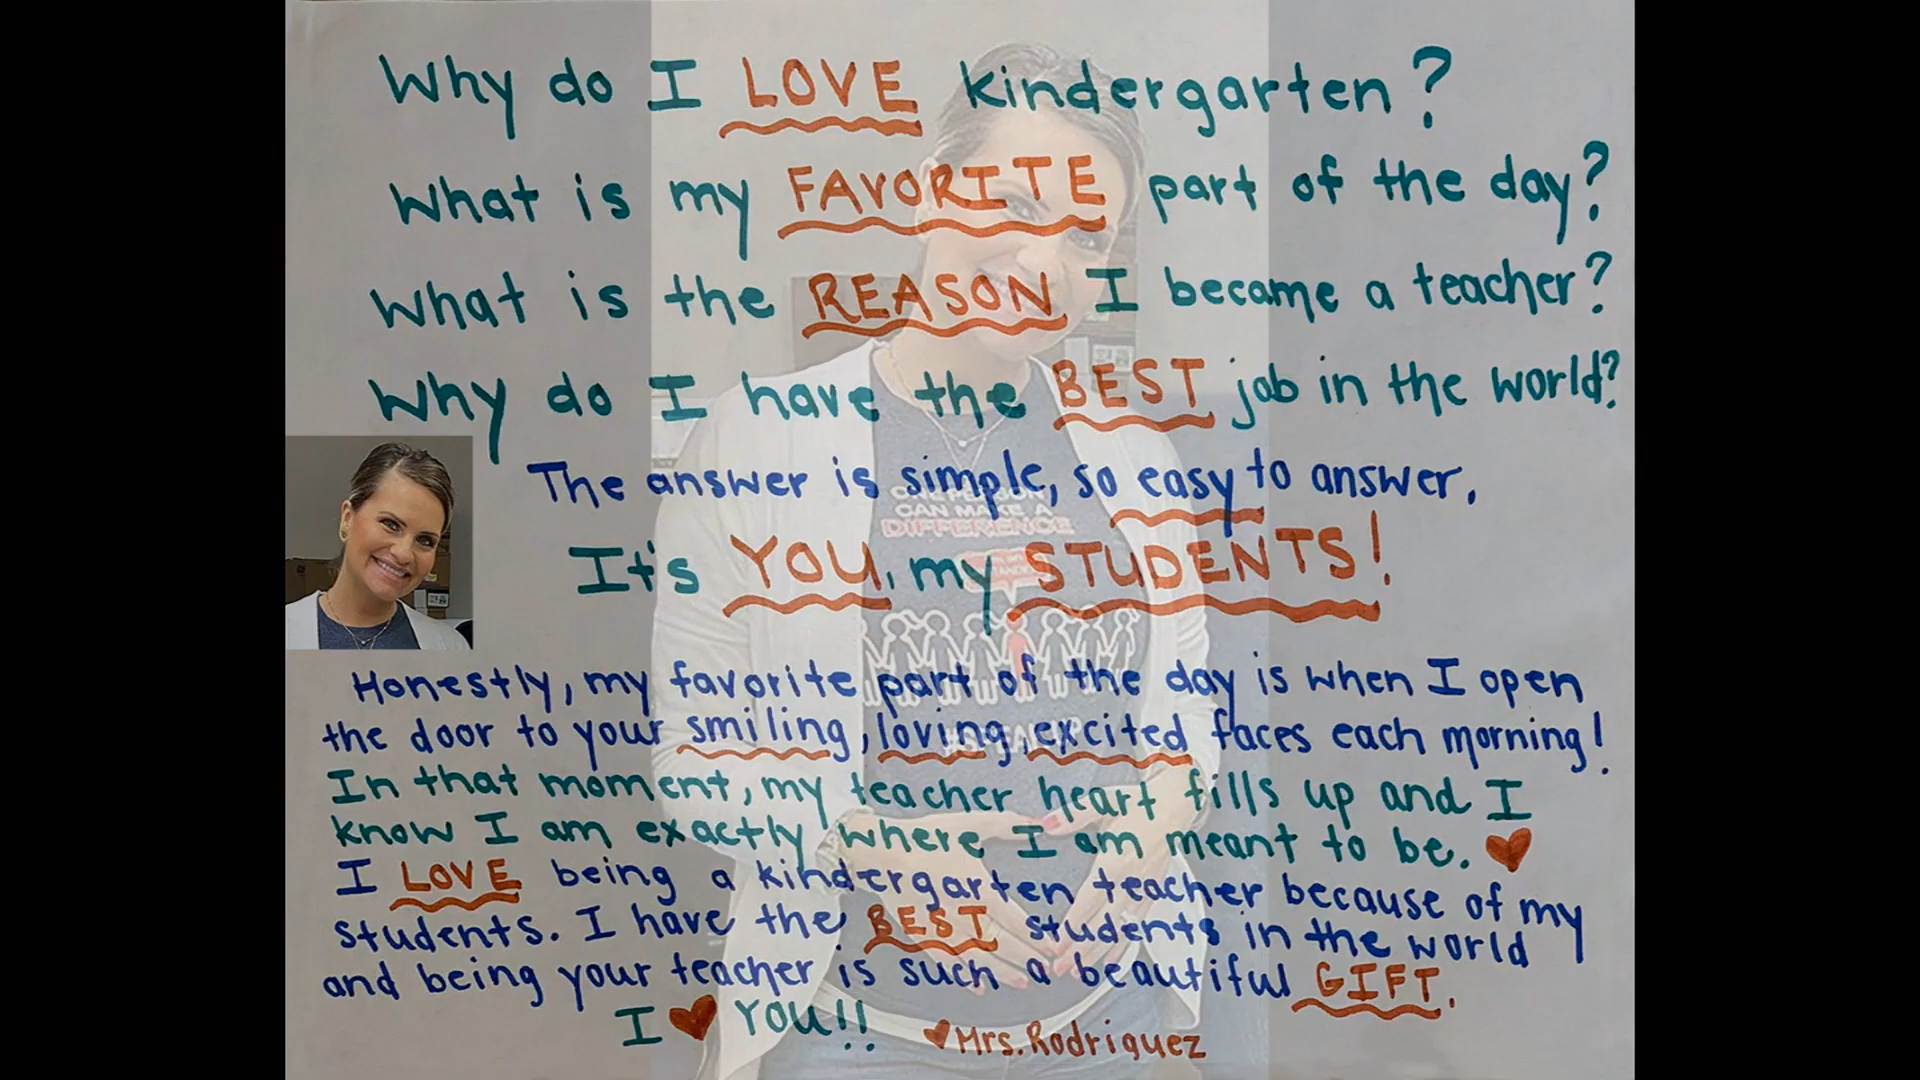 Why do I LOVE kindergarten?
What is my FAVORITE part of the day?
What is the REASON I became a teacher?
Why do I have the BEST job in the world?
The answer is simple, so easy to answer.
It's YOU, my STUDENTS!
Honestly, my favorite part of the day is when I open
the door to your smiling, loving, excited faces each morning!
In that moment, my teacher heart fills up and I
know I am exactly where I am meant to be. ♥
I LOVE being a kindergarten teacher because of my
students. I have the BEST students in the world
and being your teacher is such a beautiful GIFT.
I ♥ YOU!!
♥Mrs. Rodriguez
ONE PERSON
CAN MAKE A
DIFFERENCE